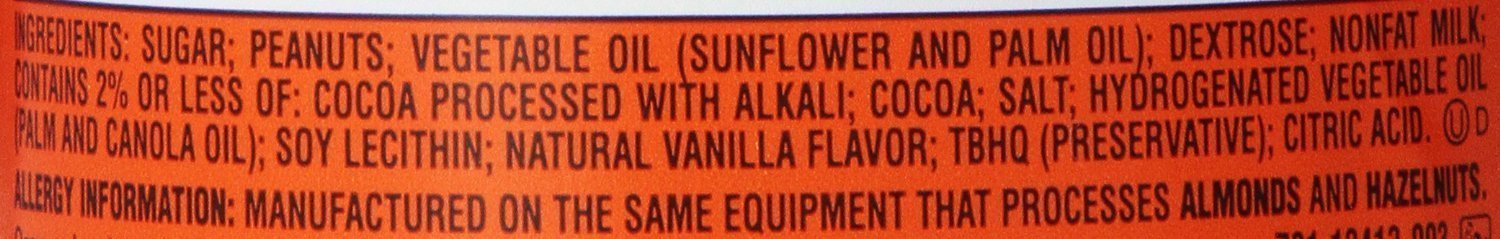 INGREDIENTS: SUGAR; PEANUTS; VEGETABLE OIL (SUNFLOWER AND PALM OIL); DEXTROSE; NONFAT MILK;
CONTAINS 2% OR LESS OF: COCOA PROCESSED WITH ALKALI; COCOA; SALT; HYDROGENATED VEGETABLE OIL
(PALM AND CANOLA OIL); SOY LECITHIN; NATURAL VANILLA FLAVOR; TBHQ (PRESERVATIVE); CITRIC ACID. Ⓤ D
ALLERGY INFORMATION: MANUFACTURED ON THE SAME EQUIPMENT THAT PROCESSES ALMONDS AND HAZELNUTS.